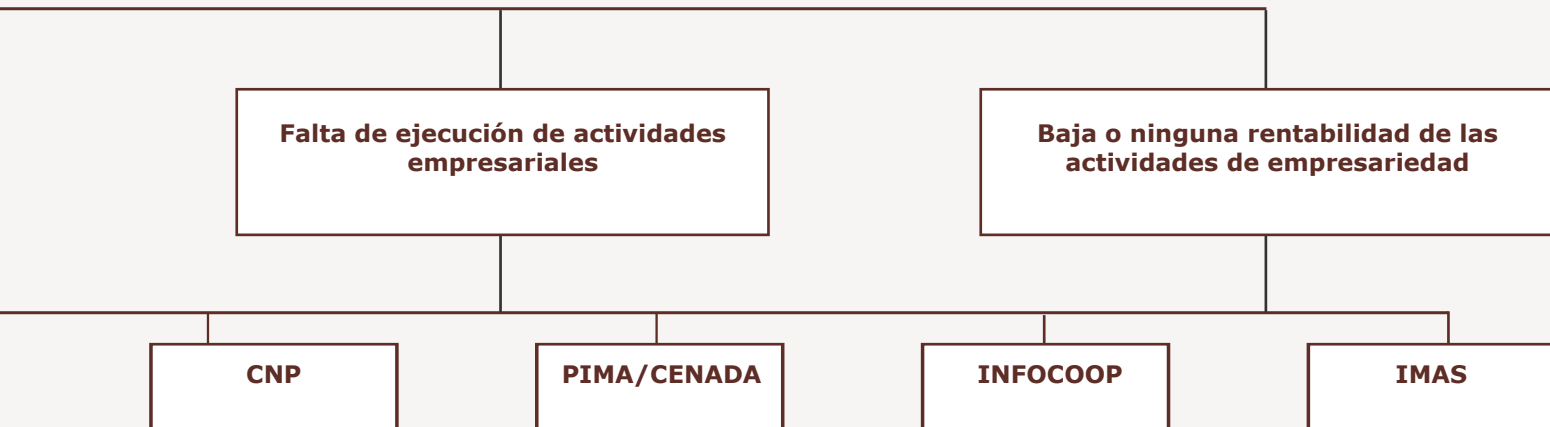 Falta de ejecución de actividades
empresariales
Baja o ninguna rentabilidad de las
actividades de empresariedad
CNP
PIMA/CENADA
INFOCOOP
IMAS